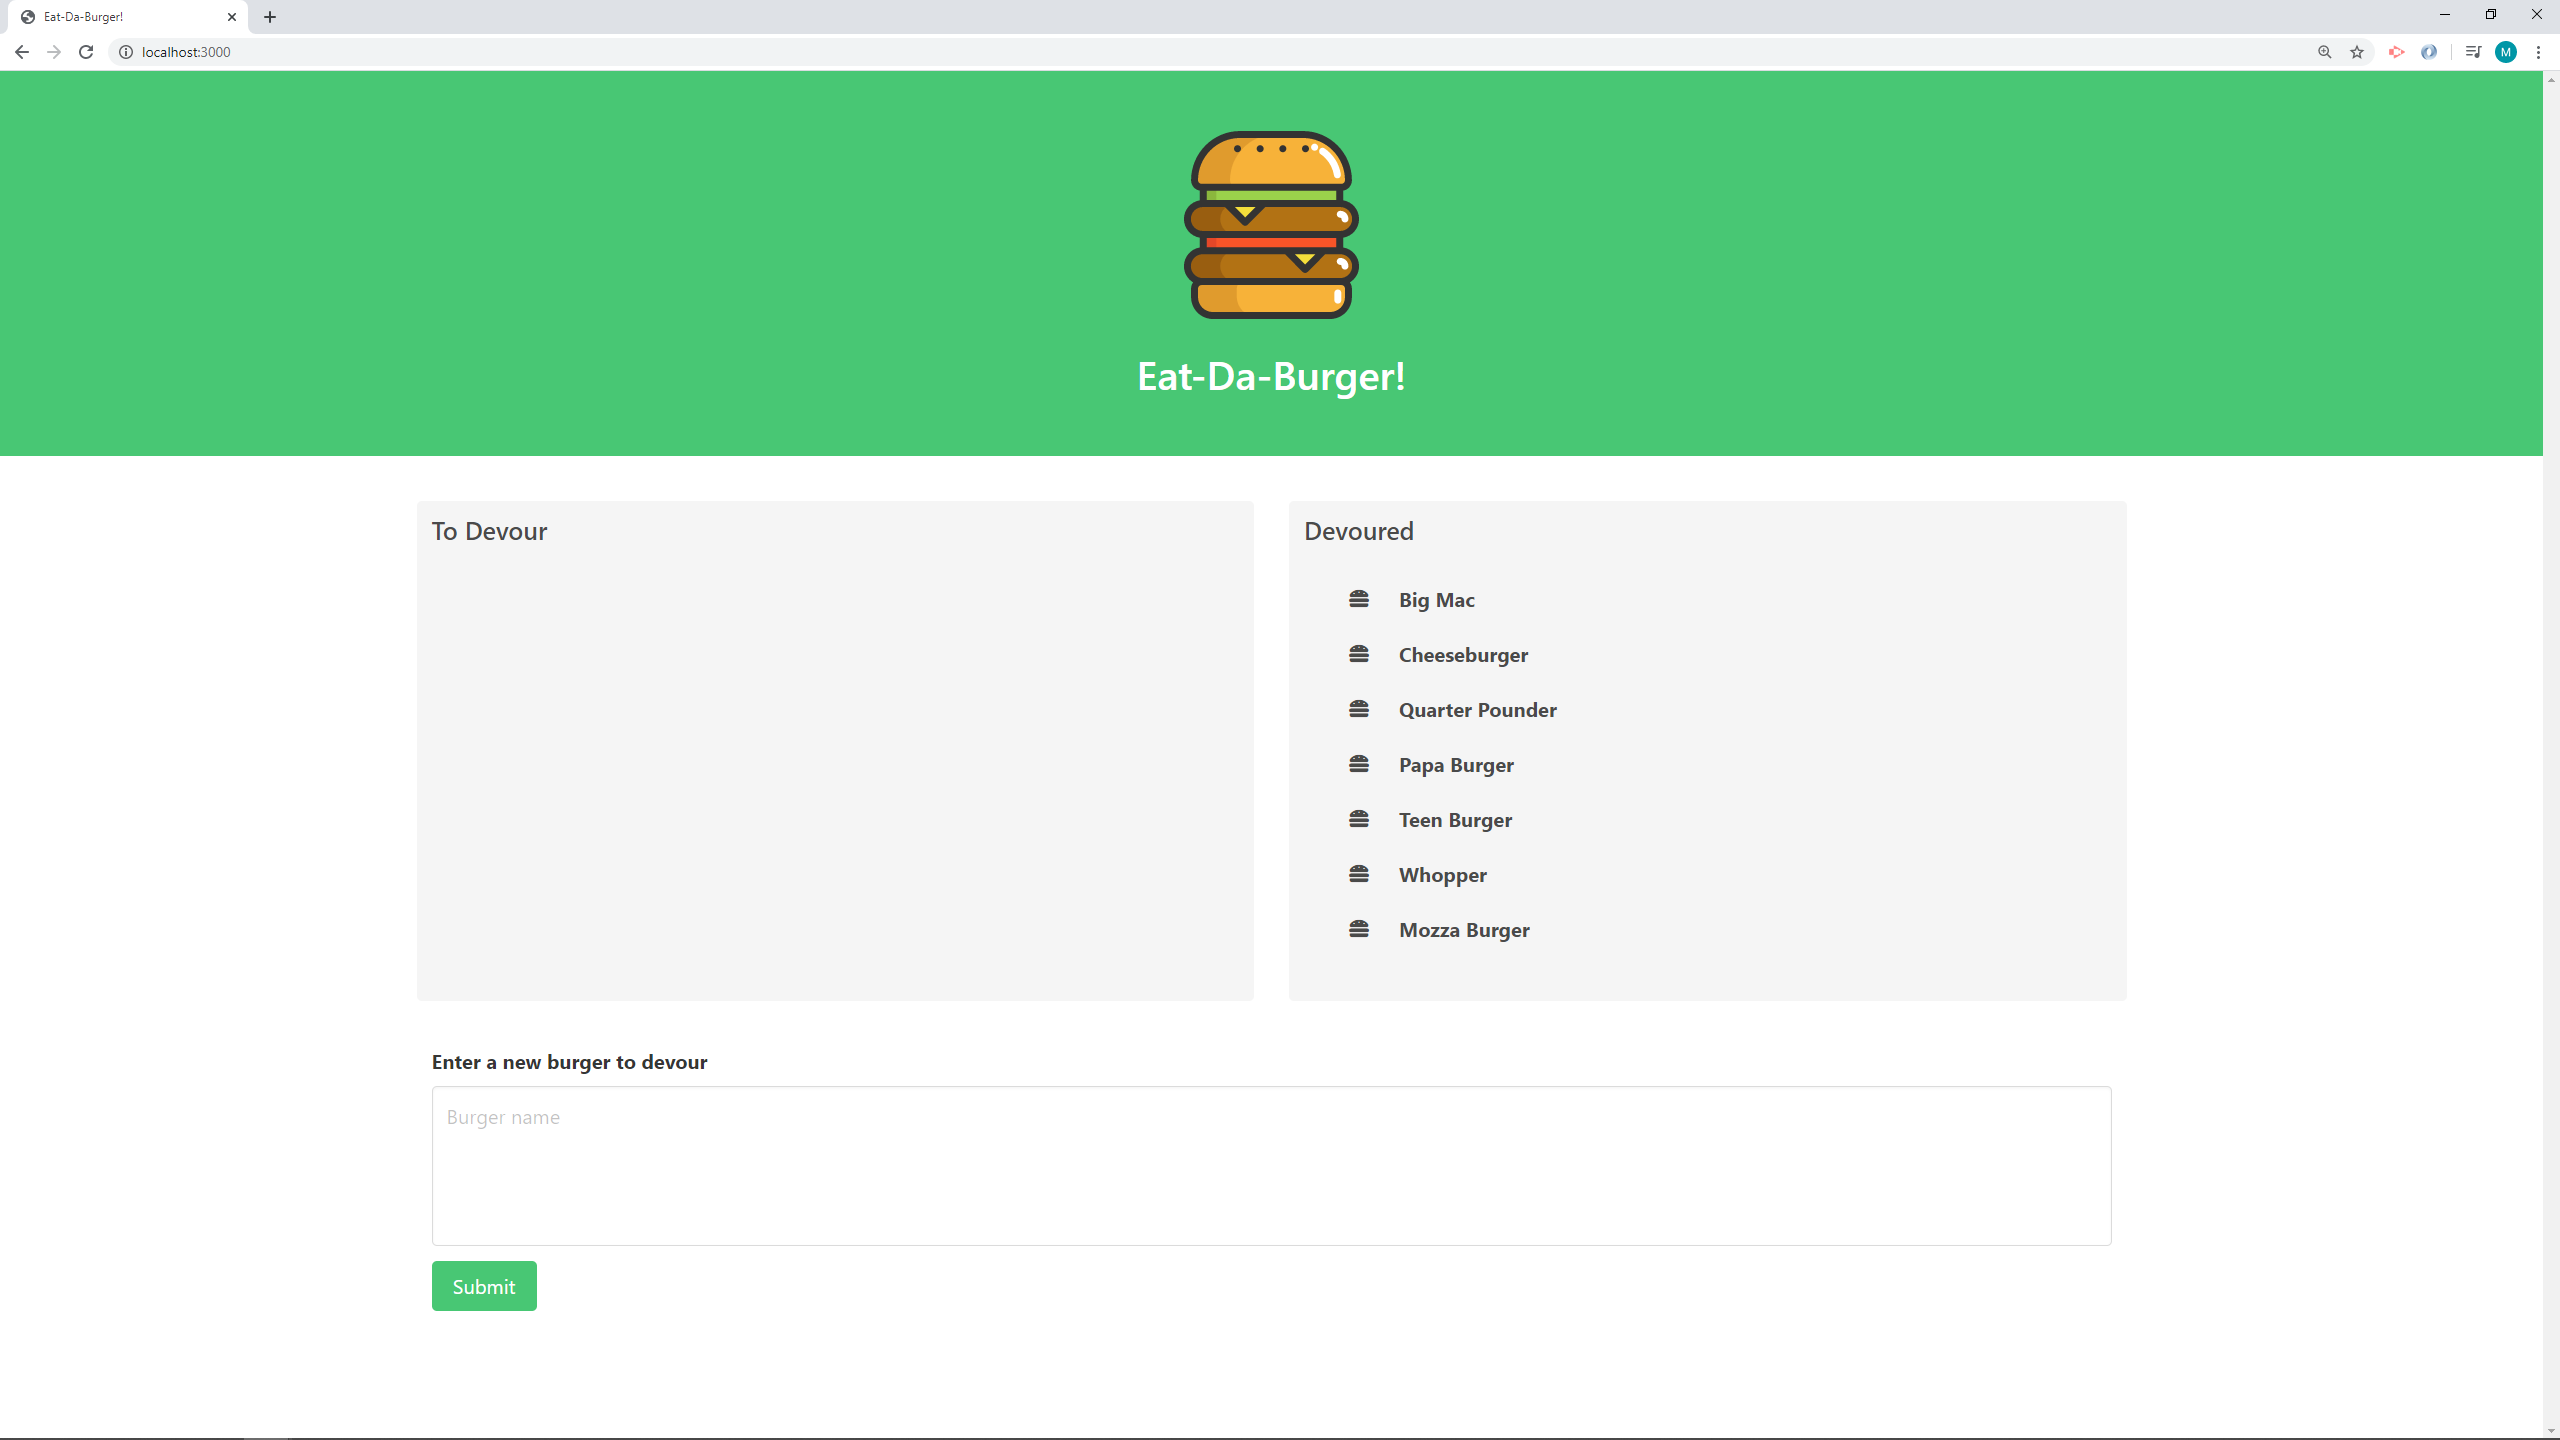 Eat-Da-Burger!
localhost:3000
M
Eat-Da-Burger!
To Devour
Devoured
Big Mac
Cheeseburger
Quarter Pounder
Papa Burger
Teen Burger
Whopper
Mozza Burger
Enter a new burger to devour
Burger name
Submit